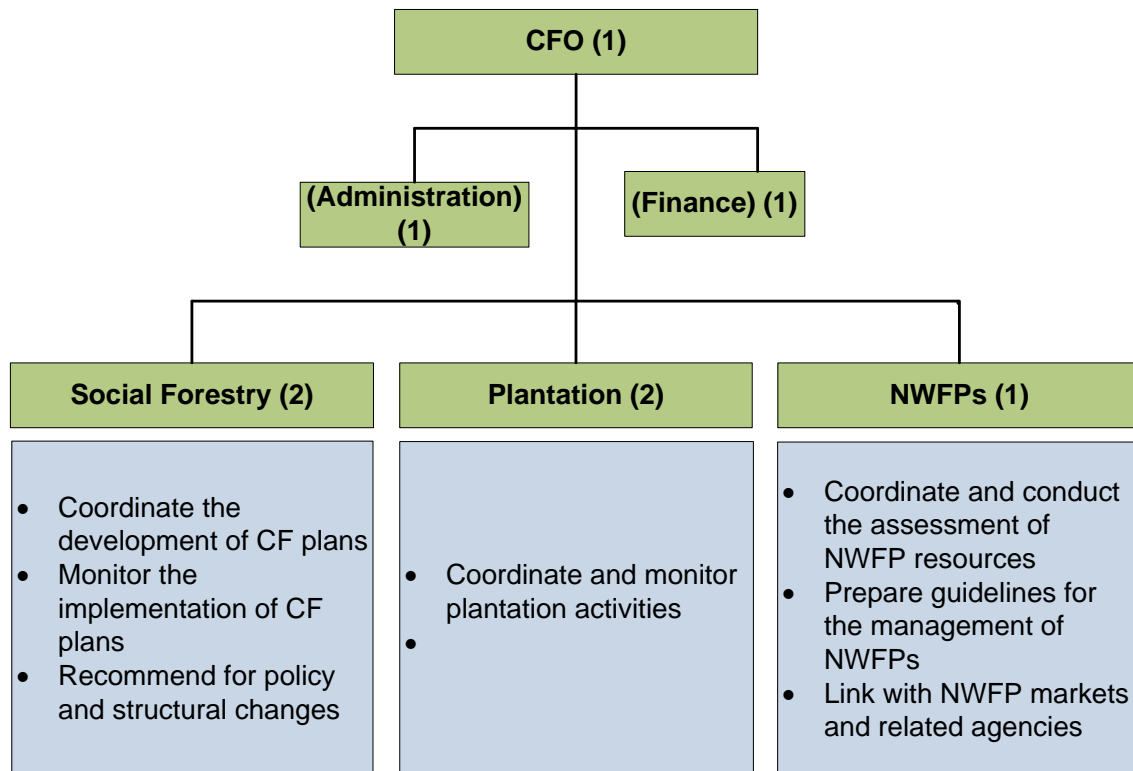 CFO (1)
(Administration)
(1)
(Finance) (1)
Social Forestry (2)
• Coordinate the
development of CF plans
• Monitor the
implementation of CF
plans
• Recommend for policy
and structural changes
Plantation (2)
• Coordinate and monitor
plantation activities
•
NWFPs (1)
• Coordinate and conduct
the assessment of
NWFP resources
• Prepare guidelines for
the management of
NWFPs
• Link with NWFP markets
and related agencies